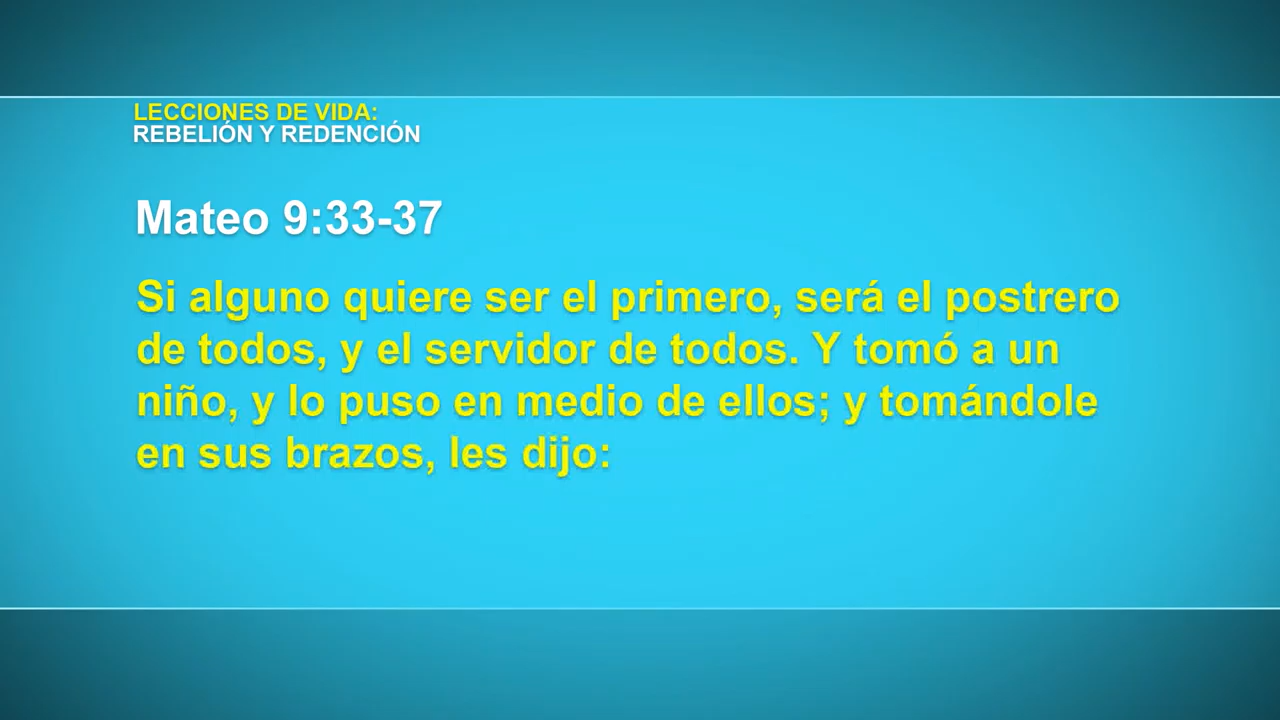 LECCIONES DE VIDA:
REBELIÓN Y REDENCIÓN
Mateo 9:33-37
Si alguno quiere ser el primero, será el postrero
de todos, y el servidor de todos. Y tomó a un
niño, y lo puso en medio de ellos; y tomándole
en sus brazos, les dijo: